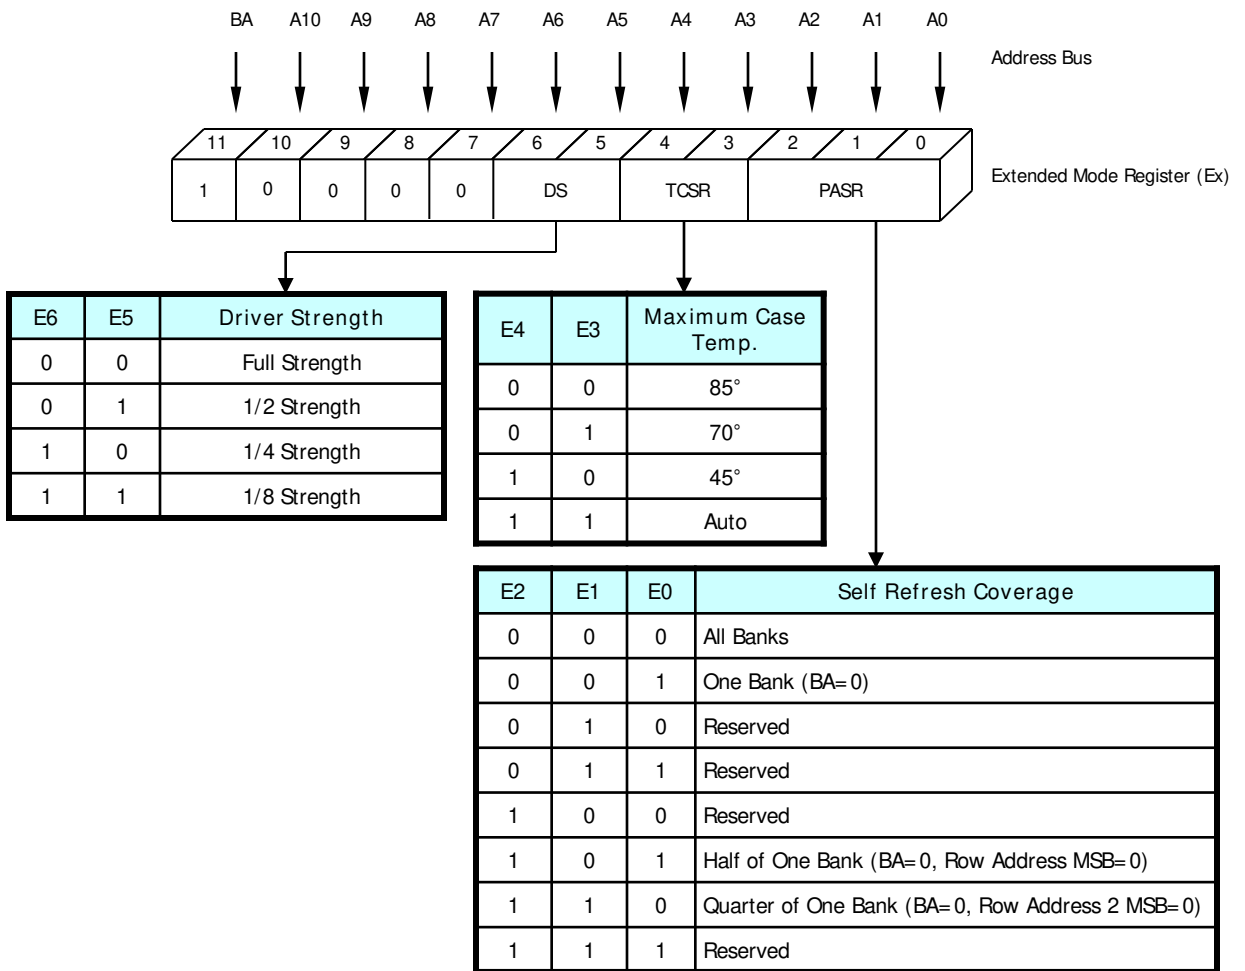 BA A10 A9 A8 A7 A6 A5 A4 A3 A2 A1 A0
Address Bus
11 10 9 8 7 6 5 4 3 2 1 0
1 0 0 0 0 DS TCSR PASR
Extended Mode Register (Ex)
E6 E5 Driver Strength
0 0 Full Strength
0 1 1/2 Strength
1 0 1/4 Strength
1 1 1/8 Strength
E4 E3 Maximum Case
Temp.
0 0 85°
0 1 70°
1 0 45°
1 1 Auto
E2 E1 E0 Self Refresh Coverage
0 0 0 All Banks
0 0 1 One Bank (BA=0)
0 1 0 Reserved
0 1 1 Reserved
1 0 0 Reserved
1 0 1 Half of One Bank (BA=0, Row Address MSB=0)
1 1 0 Quarter of One Bank (BA=0, Row Address 2 MSB=0)
1 1 1 Reserved